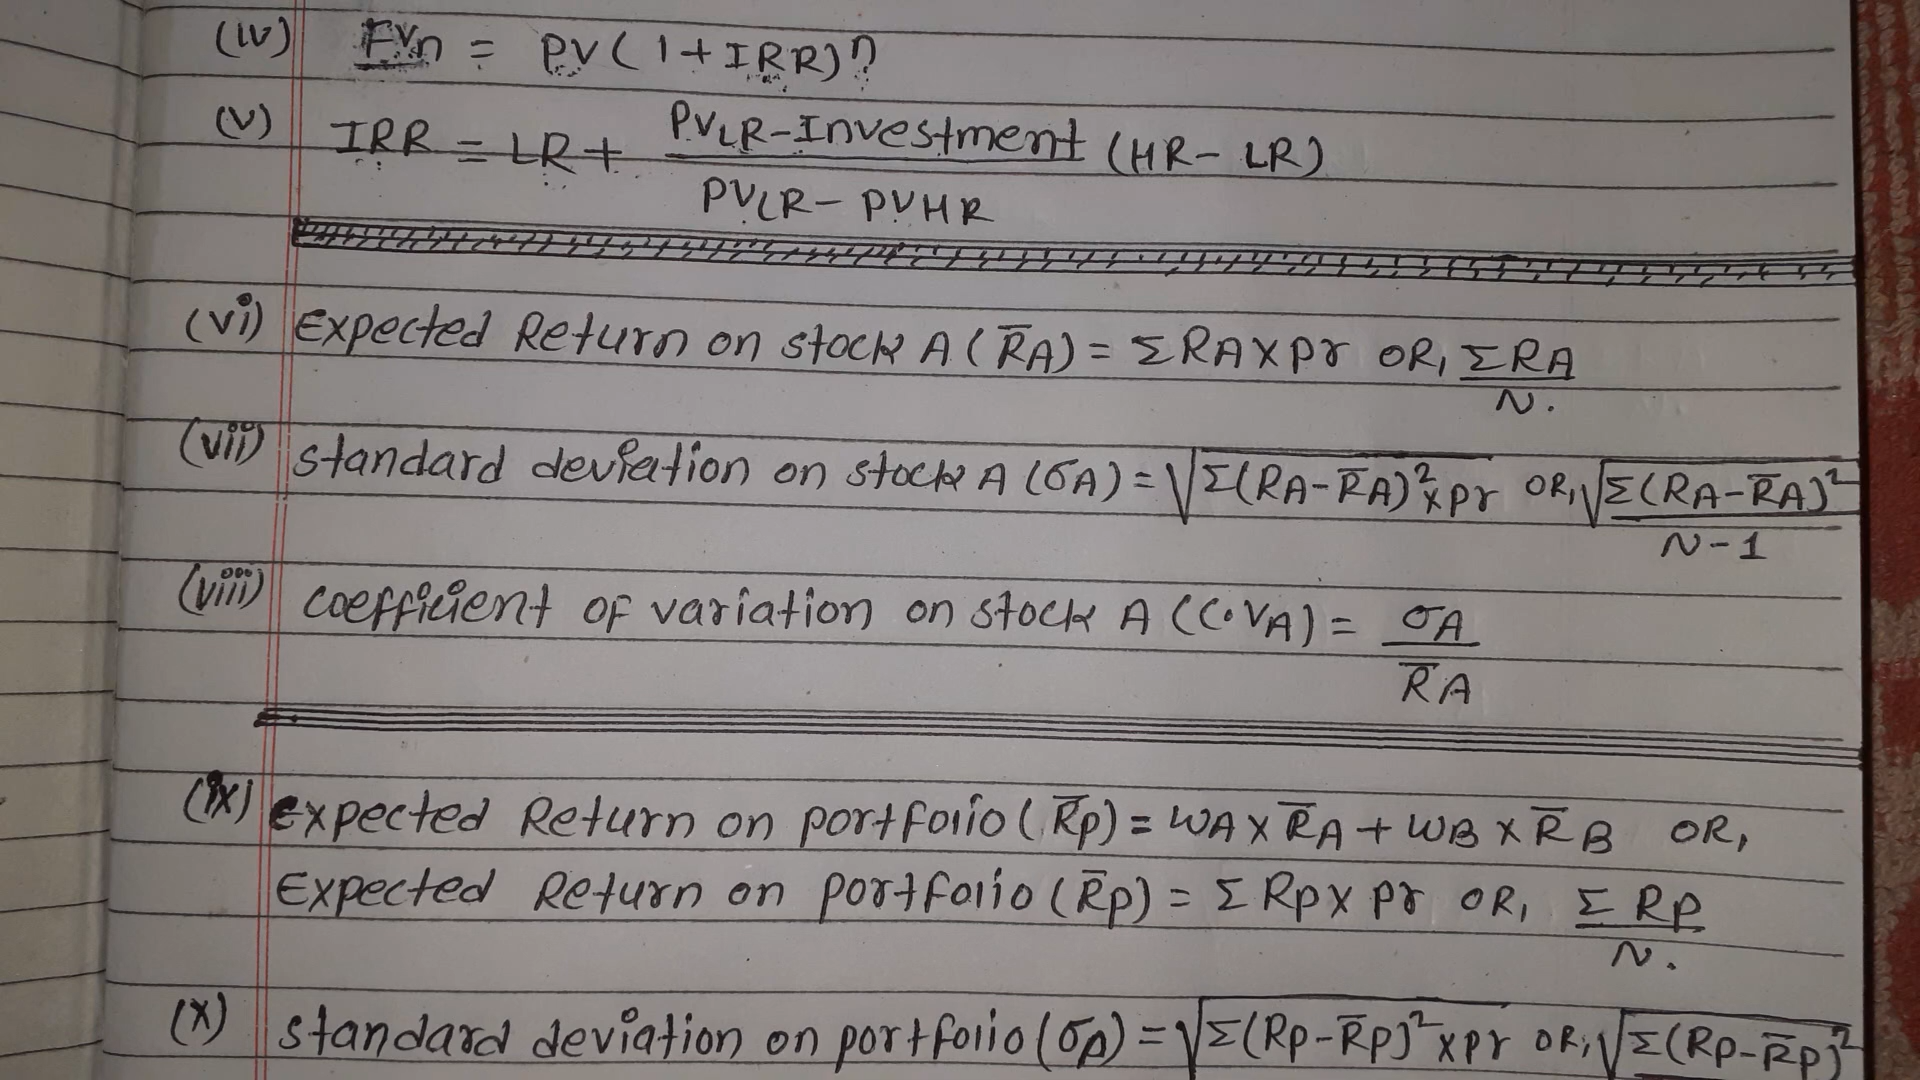 (iv) FVn = PV(1+IRR)n
(v) IRR = LR + PVLR-Investment (HR-LR)
PVLR- PVHR
(vi) Expected Return on stock A (R̅A) = ΣRA×Pr OR, ΣRA
N.
(vii) standard deviation on stock A (σA) = √Σ(RA-R̅A)²×Pr OR, √Σ(RA-R̅A)²
N-1
(viii) coefficient of variation on stock A (C.VA) = σA
R̅A
(ix) Expected Return on portfolio (R̅p) = WA×R̅A+WB×R̅B OR,
Expected Return on portfolio (R̅p) = ΣRp×Pr OR, ΣRp
N.
(x) standard deviation on portfolio (σp) = √Σ(Rp-R̅p)²×Pr OR, √Σ(Rp-R̅p)²